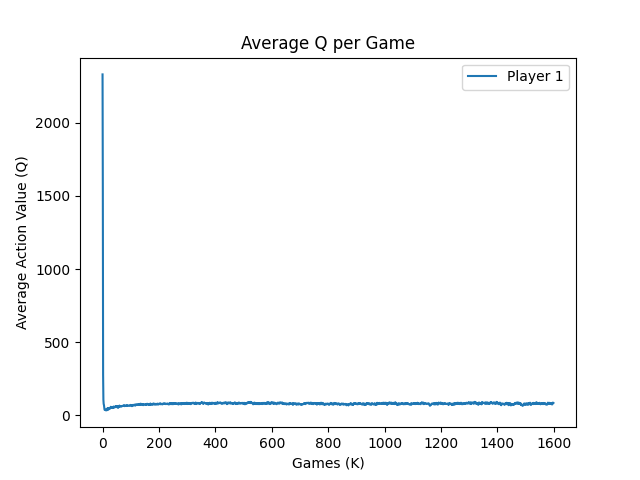 Average Q per Game
Player 1
Average Action Value (Q)
2000
1500
1000
500
0
0 200 400 600 800 1000 1200 1400 1600
Games (K)